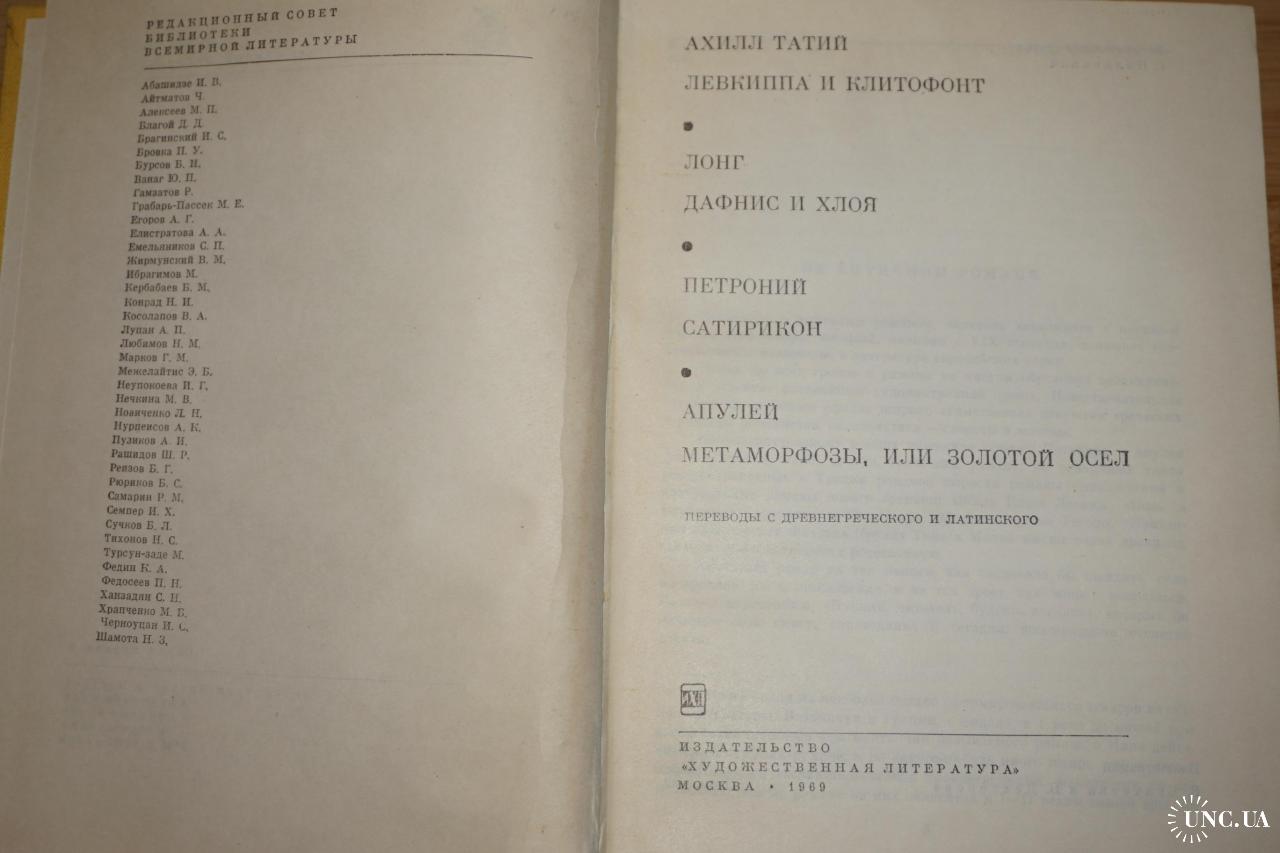 РЕДАКЦИОННЫЙ СОВЕТ
БИБЛИОТЕКИ
ВСЕМИРНОЙ ЛИТЕРАТУРЫ
Абашидзе И. В.
Айтматов Ч.
Алексеев М. П.
Благой Д. Д.
Брагинский И. С.
Бровка П. У.
Бурсов Б. И.
Ванаг Ю. П.
Гамзатов Р.
Грабарь-Пассек М. Е.
Егоров А. Г.
Елистратова А. А.
Емельяников С. П.
Жирмунский В. М.
Ибрагимов М.
Кербабаев Б. М.
Конрад Н. И.
Косолапов В. А.
Лупан А. П.
Любимов Н. М.
Марков Г. М.
Межелайтис Э. Б.
Неупокоева И. Г.
Нечкина М. В.
Новиченко Л. Н.
Нурпеисов А. К.
Пузиков А. И.
Рашидов Ш. Р.
Реизов Б. Г.
Рюриков Б. С.
Самарин Р. М.
Семпер И. Х.
Сучков Б. Л.
Тихонов Н. С.
Турсун-заде М.
Федин К. А.
Федосеев П. Н.
Ханзадян С. Н.
Храпченко М. Б.
Черноуцан И. С.
Шамота Н. З.
АХИЛЛ ТАТИЙ
ЛЕВКИППА И КЛИТОФОНТ
•
ЛОНГ
ДАФНИС И ХЛОЯ
•
ПЕТРОНИЙ
САТИРИКОН
•
АПУЛЕЙ
МЕТАМОРФОЗЫ, ИЛИ ЗОЛОТОЙ ОСЕЛ
ПЕРЕВОДЫ С ДРЕВНЕГРЕЧЕСКОГО И ЛАТИНСКОГО
ИЗДАТЕЛЬСТВО
«ХУДОЖЕСТВЕННАЯ ЛИТЕРАТУРА»
МОСКВА • 1969
UNC.UA